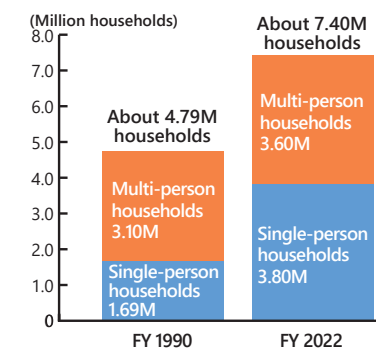 (Million households)
8.0
7.0
6.0
5.0
4.0
3.0
2.0
1.0
0
About 4.79M
households
Multi-person
households
3.10M
Single-person
households
1.69M
FY 1990
About 7.40M
households
Multi-person
households
3.60M
Single-person
households
3.80M
FY 2022